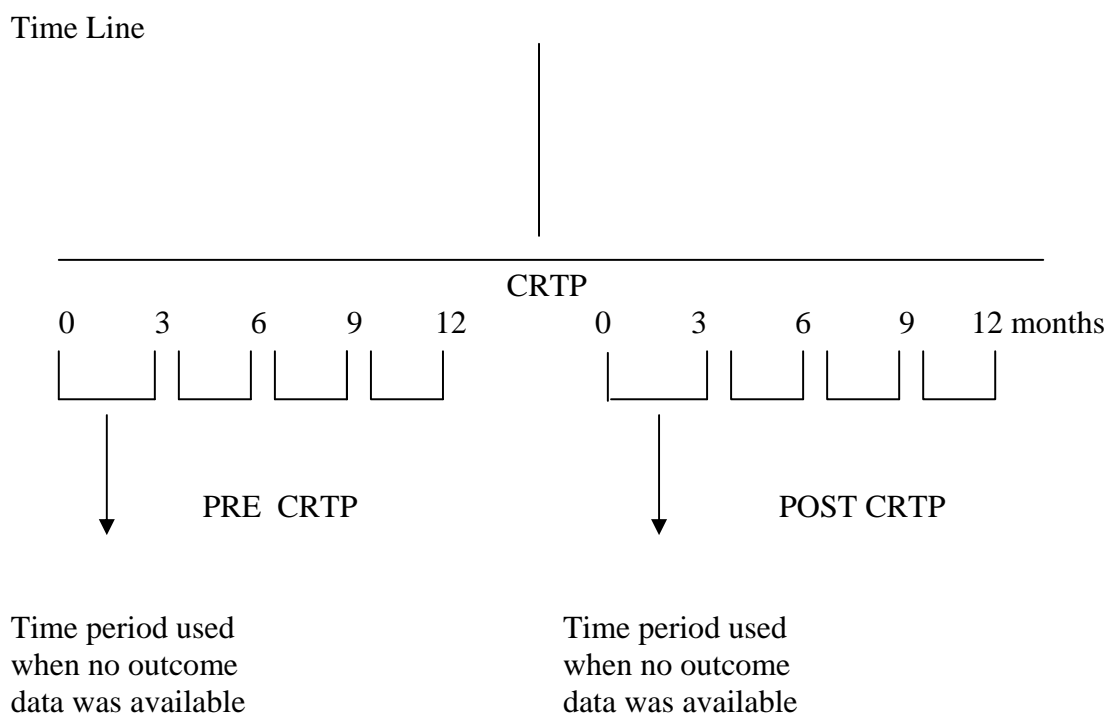 Time Line
CRTP
0 3 6 9 12 0 3 6 9 12 months
PRE CRTP POST CRTP
Time period used
when no outcome
data was available
Time period used
when no outcome
data was available